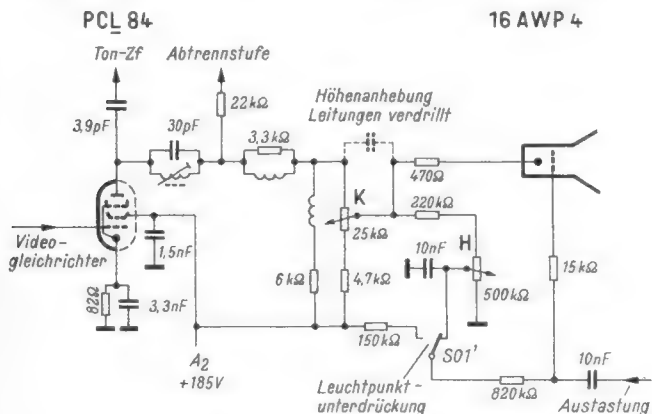 PCL 84
16 AWP 4
Ton-Zf
Abtrennstufe
Höhenanhebung
Leitungen verdrillt
22kΩ
3,9pF
30pF
3,3kΩ
470Ω
K
220kΩ
25kΩ
Video-
gleichrichter
1,5nF
10nF
H
15kΩ
6kΩ
4,7kΩ
500kΩ
82Ω
3,3nF
150kΩ
S01'
A2
+185V
10nF
Leuchtpunkt-
unterdrückung
820kΩ
Austastung